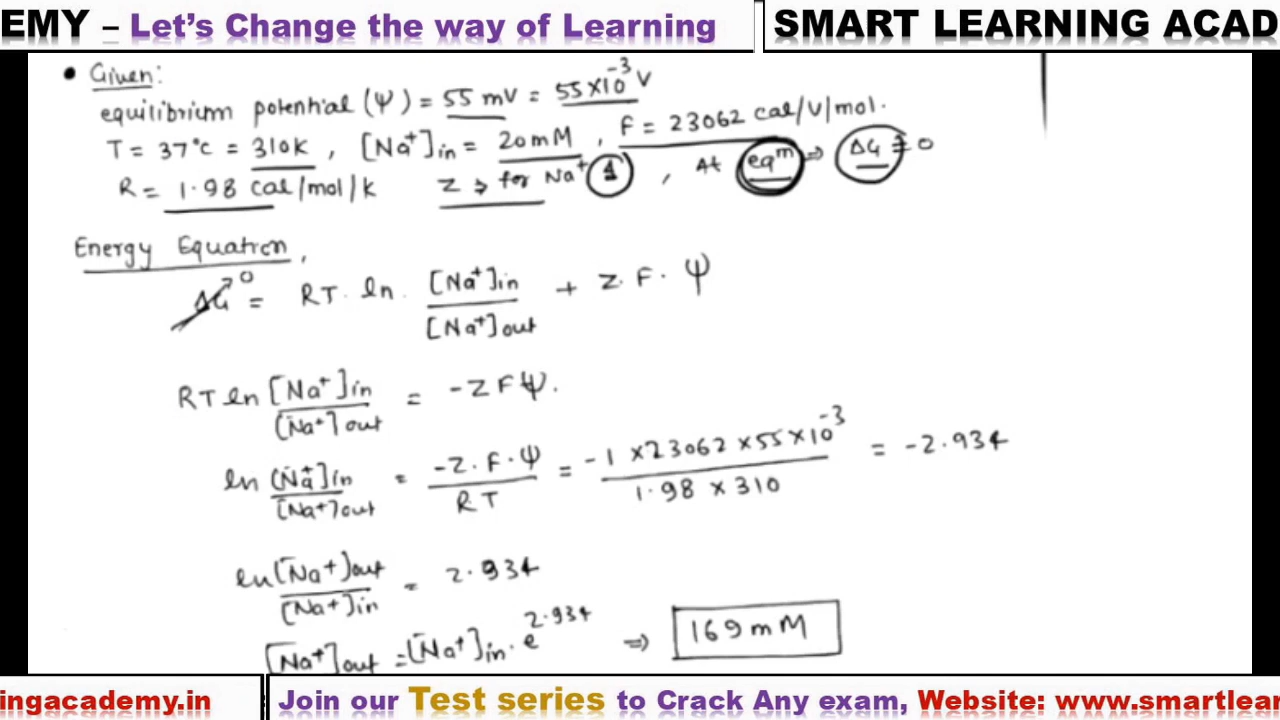 EMY – Let's Change the way of Learning
SMART LEARNING ACAD
• Given:
equilibrium potential (Ψ) = 55 mV = 55×10⁻³ V
T = 37°C = 310K , [Na⁺]in = 20mM , F = 23062 cal/V/mol.
R = 1.98 cal/mol/K z → for Na⁺ 1 , At eqᵐ ⇒ ΔG = 0
Energy Equation,
ΔG ↗0 = RT. ln. [Na⁺]in / [Na⁺]out + Z. F. Ψ
RT ln [Na⁺]in / [Na⁺]out = -Z F Ψ.
ln [Na⁺]in / [Na⁺]out = -Z. F. Ψ / RT = -1 ×23062 ×55×10⁻³ / 1.98 × 310 = -2.934
ln [Na⁺]out / [Na⁺]in = 2.934
[Na⁺]out = [Na⁺]in . e^2.934 ⇒ 169mM
ingacademy.in
Join our Test series to Crack Any exam, Website: www.smartlear